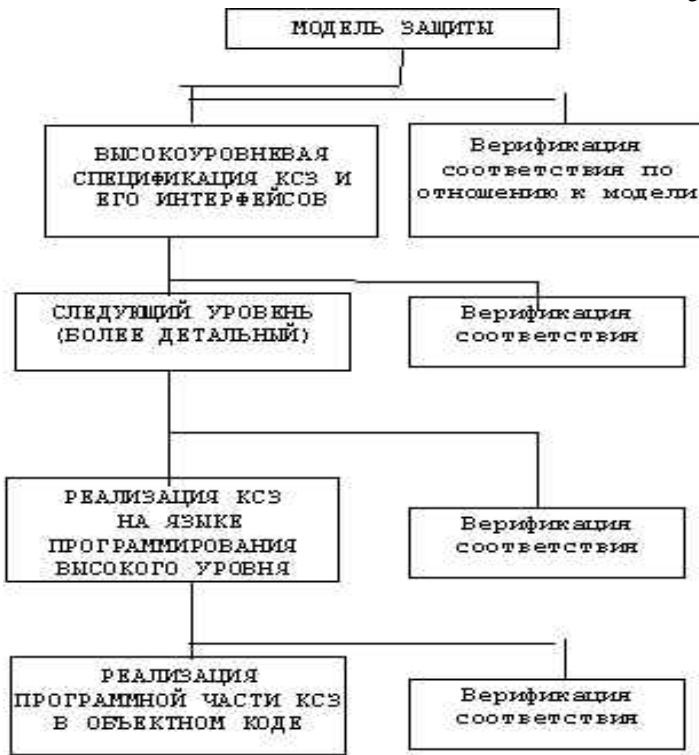 МОДЕЛЬ ЗАЩИТЫ
ВЫСОКОУРОВНЕВАЯ
СПЕЦИФИКАЦИЯ КСЗ И
ЕГО ИНТЕРФЕЙСОВ
Верификация
соответствия по
отношению к модели
СЛЕДУЮЩИЙ УРОВЕНЬ
(БОЛЕЕ ДЕТАЛЬНЫЙ)
Верификация
соответствия
РЕАЛИЗАЦИЯ КСЗ
НА ЯЗЫКЕ
ПРОГРАММИРОВАНИЯ
ВЫСОКОГО УРОВНЯ
Верификация
соответствия
РЕАЛИЗАЦИЯ
ПРОГРАММНОЙ ЧАСТИ КСЗ
В ОБЪЕКТНОМ КОДЕ
Верификация
соответствия